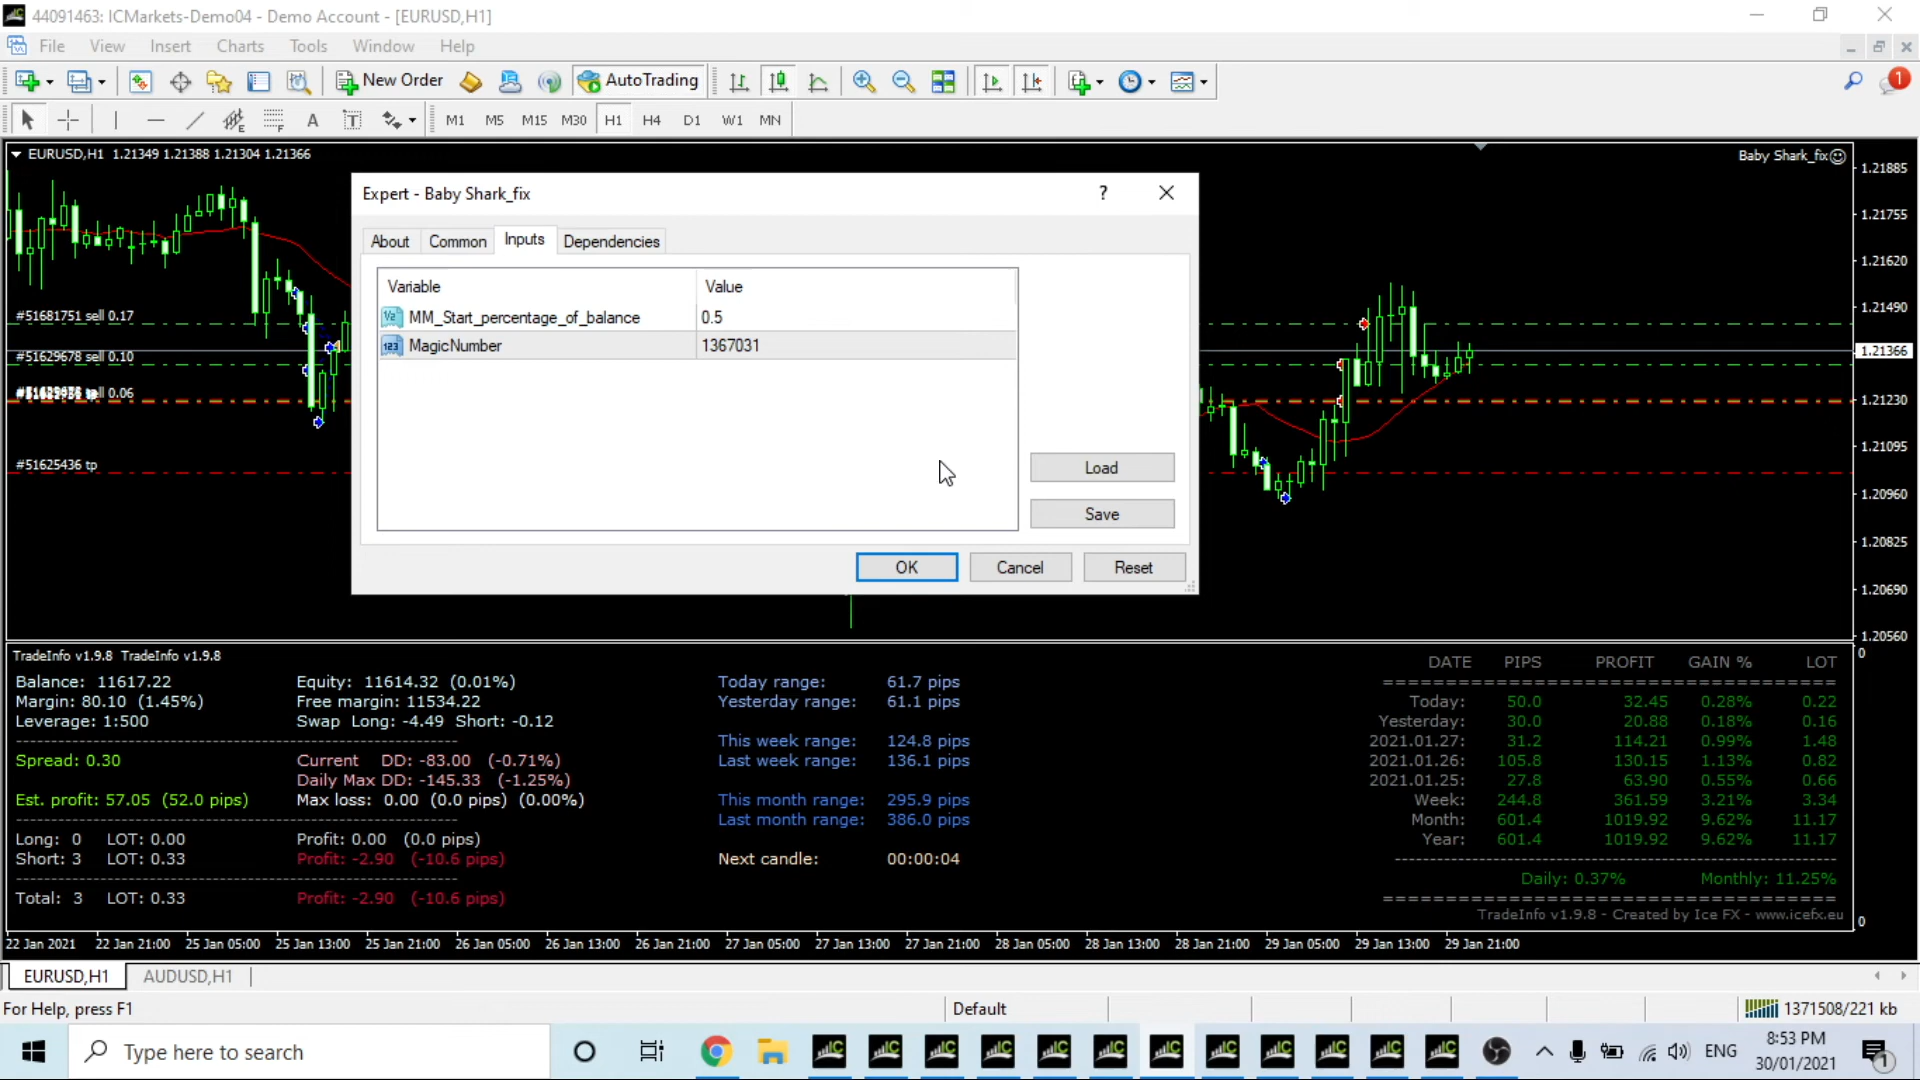 44091463: ICMarkets-Demo04 - Demo Account - [EURUSD,H1]
File View Insert Charts Tools Window Help
New Order AutoTrading 1
A T M1 M5 M15 M30 H1 H4 D1 W1 MN
EURUSD,H1 1.21349 1.21388 1.21304 1.21366
Baby Shark_fix
1.21885
1.21755
1.21620
1.21490
1.21366
1.21230
1.21095
1.20960
1.20825
1.20690
1.20560
#51681751 sell 0.17
#51629678 sell 0.10
sell 0.06
#51625436 tp
Expert - Baby Shark_fix ?
About Common Inputs Dependencies
Variable Value
MM_Start_percentage_of_balance 0.5
123 MagicNumber 1367031
Load
Save
OK Cancel Reset
TradeInfo v1.9.8 TradeInfo v1.9.8
0
Balance: 11617.22 Equity: 11614.32 (0.01%)
Margin: 80.10 (1.45%) Free margin: 11534.22
Leverage: 1:500 Swap Long: -4.49 Short: -0.12
Spread: 0.30 Current DD: -83.00 (-0.71%)
Daily Max DD: -145.33 (-1.25%)
Est. profit: 57.05 (52.0 pips) Max loss: 0.00 (0.0 pips) (0.00%)
Long: 0 LOT: 0.00 Profit: 0.00 (0.0 pips)
Short: 3 LOT: 0.33 Profit: -2.90 (-10.6 pips)
Total: 3 LOT: 0.33 Profit: -2.90 (-10.6 pips)
Today range: 61.7 pips
Yesterday range: 61.1 pips
This week range: 124.8 pips
Last week range: 136.1 pips
This month range: 295.9 pips
Last month range: 386.0 pips
Next candle: 00:00:04
DATE PIPS PROFIT GAIN % LOT
Today: 50.0 32.45 0.28% 0.22
Yesterday: 30.0 20.88 0.18% 0.16
2021.01.27: 31.2 114.21 0.99% 1.48
2021.01.26: 105.8 130.15 1.13% 0.82
2021.01.25: 27.8 63.90 0.55% 0.66
Week: 244.8 361.59 3.21% 3.34
Month: 601.4 1019.92 9.62% 11.17
Year: 601.4 1019.92 9.62% 11.17
Daily: 0.37% Monthly: 11.25%
TradeInfo v1.9.8 - Created by Ice FX - www.icefx.eu
0
22 Jan 2021 22 Jan 21:00 25 Jan 05:00 25 Jan 13:00 25 Jan 21:00 26 Jan 05:00 26 Jan 13:00 26 Jan 21:00 27 Jan 05:00 27 Jan 13:00 27 Jan 21:00 28 Jan 05:00 28 Jan 13:00 28 Jan 21:00 29 Jan 05:00 29 Jan 13:00 29 Jan 21:00
EURUSD,H1 AUDUSD,H1
For Help, press F1 Default 1371508/221 kb
Type here to search ENG 8:53 PM
30/01/2021 1